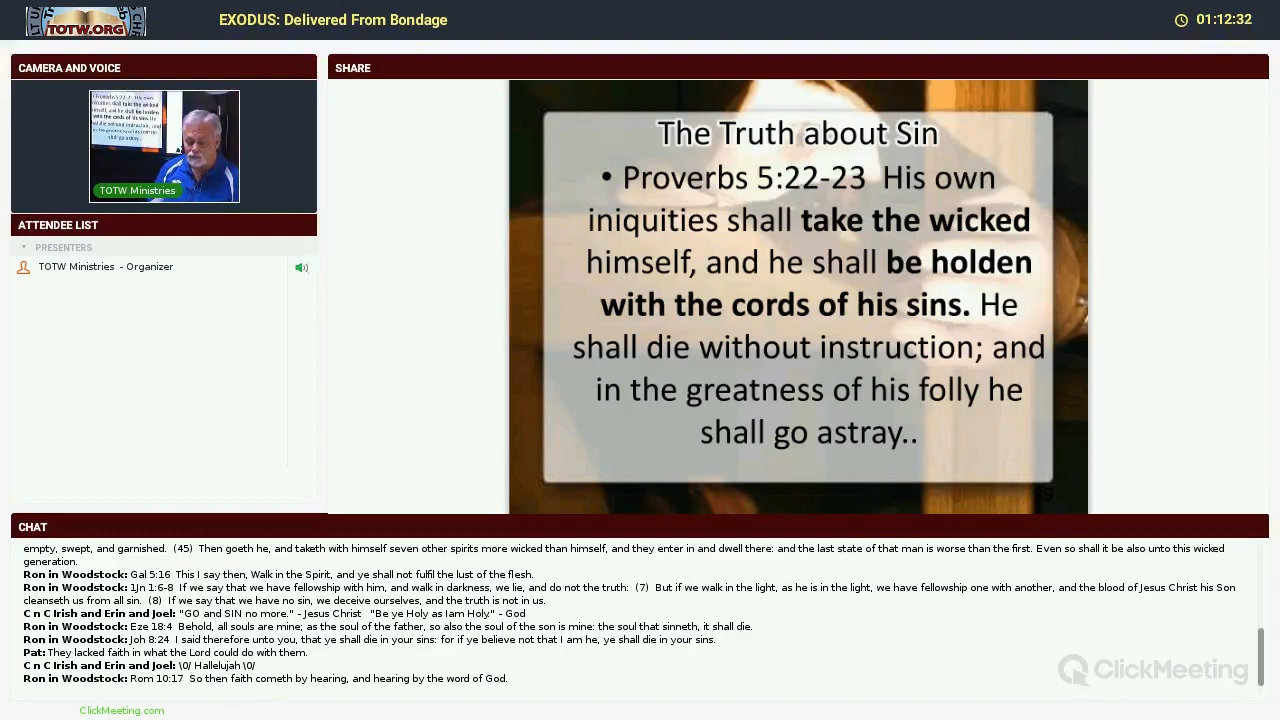 TOTW.ORG
EXODUS: Delivered From Bondage
01:12:32
CAMERA AND VOICE
SHARE
TOTW Ministries
ATTENDEE LIST
PRESENTERS
TOTW Ministries - Organizer
The Truth about Sin
• Proverbs 5:22-23 His own
iniquities shall take the wicked
himself, and he shall be holden
with the cords of his sins. He
shall die without instruction; and
in the greatness of his folly he
shall go astray..
CHAT
empty, swept, and garnished. (45) Then goeth he, and taketh with himself seven other spirits more wicked than himself, and they enter in and dwell there: and the last state of that man is worse than the first. Even so shall it be also unto this wicked
generation.
Ron in Woodstock: Gal 5:16 This I say then, Walk in the Spirit, and ye shall not fulfil the lust of the flesh.
Ron in Woodstock: 1Jn 1:6-8 If we say that we have fellowship with him, and walk in darkness, we lie, and do not the truth: (7) But if we walk in the light, as he is in the light, we have fellowship one with another, and the blood of Jesus Christ his Son
cleanseth us from all sin. (8) If we say that we have no sin, we deceive ourselves, and the truth is not in us.
C n C Irish and Erin and Joel: "GO and SIN no more." - Jesus Christ "Be ye Holy as Iam Holy." - God
Ron in Woodstock: Eze 18:4 Behold, all souls are mine; as the soul of the father, so also the soul of the son is mine: the soul that sinneth, it shall die.
Ron in Woodstock: Joh 8:24 I said therefore unto you, that ye shall die in your sins: for if ye believe not that I am he, ye shall die in your sins.
Pat: They lacked faith in what the Lord could do with them.
C n C Irish and Erin and Joel: \0/ Hallelujah \0/
Ron in Woodstock: Rom 10:17 So then faith cometh by hearing, and hearing by the word of God.
ClickMeeting
ClickMeeting.com